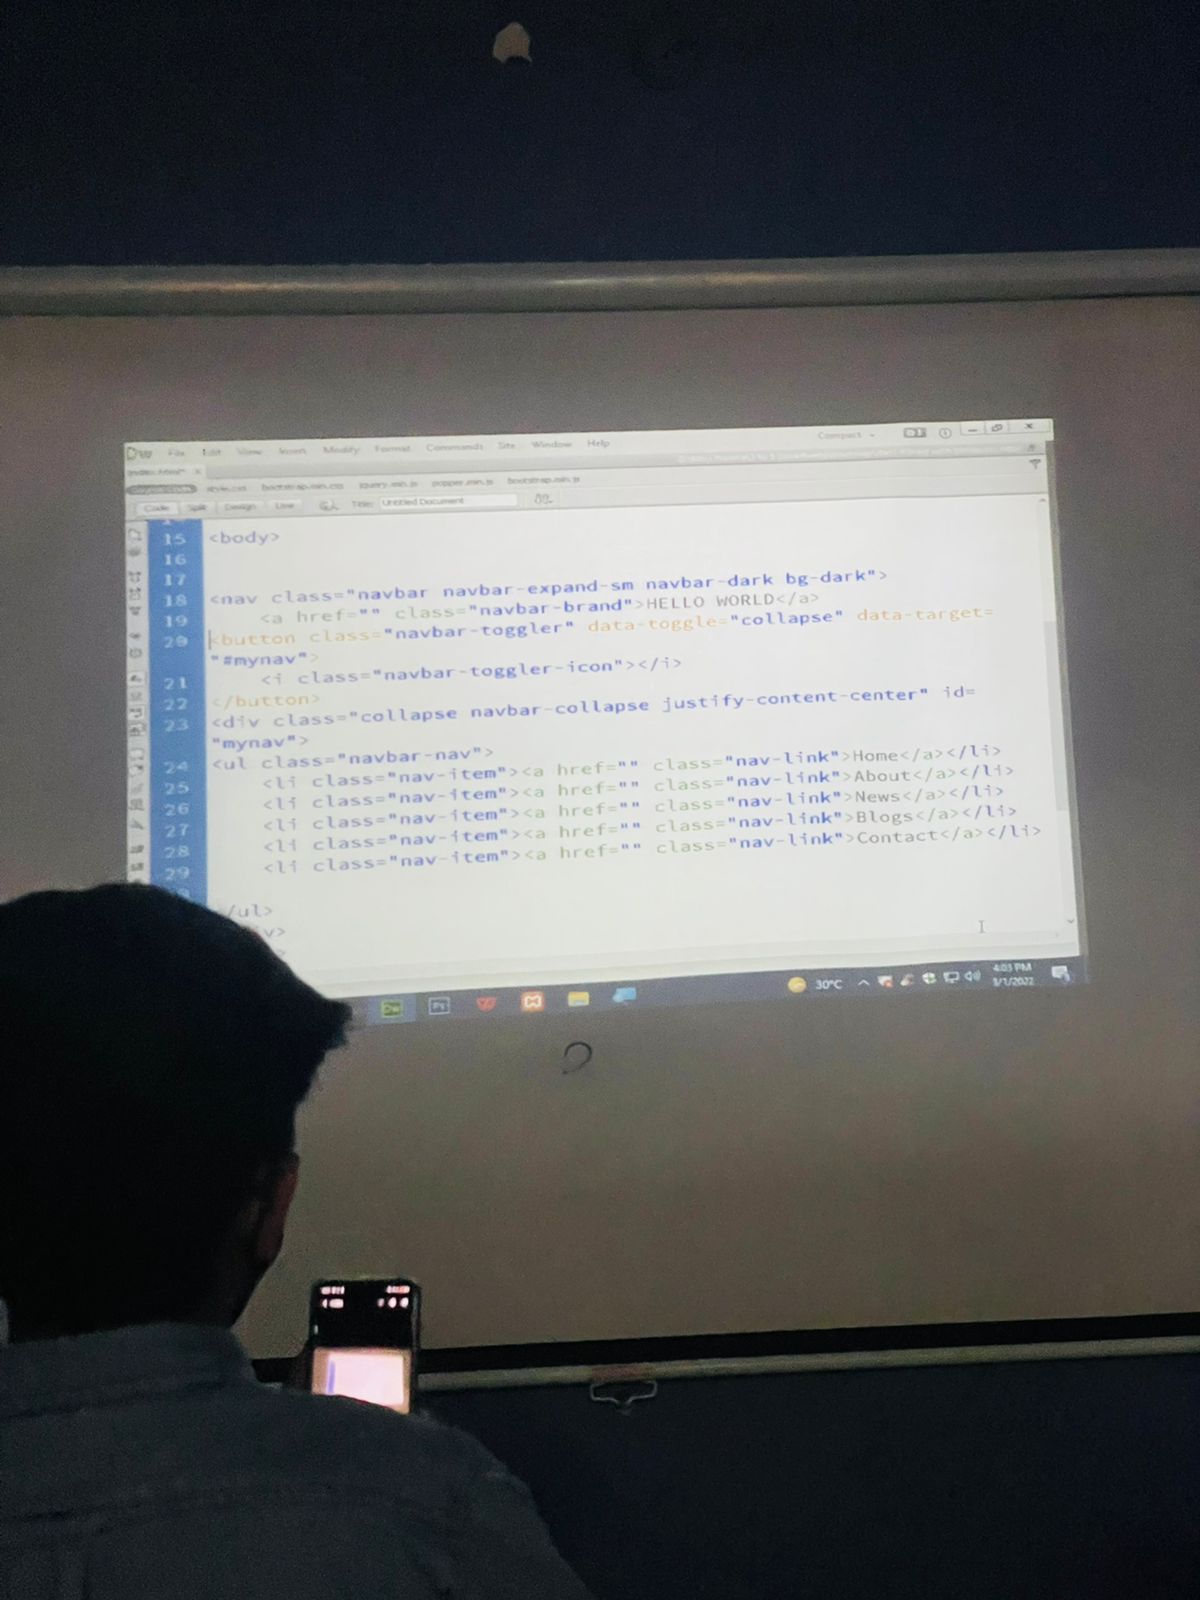 Dw File Edit View Insert Modify Format Commands Site Window Help Compact
index.html* x
Source Code style.css bootstrap.min.css jquery.min.js popper.min.js bootstrap.min.js
Code Split Design Live Title: Untitled Document
15 <body>
16
17
18 <nav class="navbar navbar-expand-sm navbar-dark bg-dark">
19 <a href="" class="navbar-brand">HELLO WORLD</a>
20 <button class="navbar-toggler" data-toggle="collapse" data-target=
"#mynav">
21 <i class="navbar-toggler-icon"></i>
22 </button>
23 <div class="collapse navbar-collapse justify-content-center" id=
"mynav">
24 <ul class="navbar-nav">
25 <li class="nav-item"><a href="" class="nav-link">Home</a></li>
26 <li class="nav-item"><a href="" class="nav-link">About</a></li>
27 <li class="nav-item"><a href="" class="nav-link">News</a></li>
28 <li class="nav-item"><a href="" class="nav-link">Blogs</a></li>
29 <li class="nav-item"><a href="" class="nav-link">Contact</a></li>
/ul>
v>
>
Dw Ps 30°C 4:03 PM